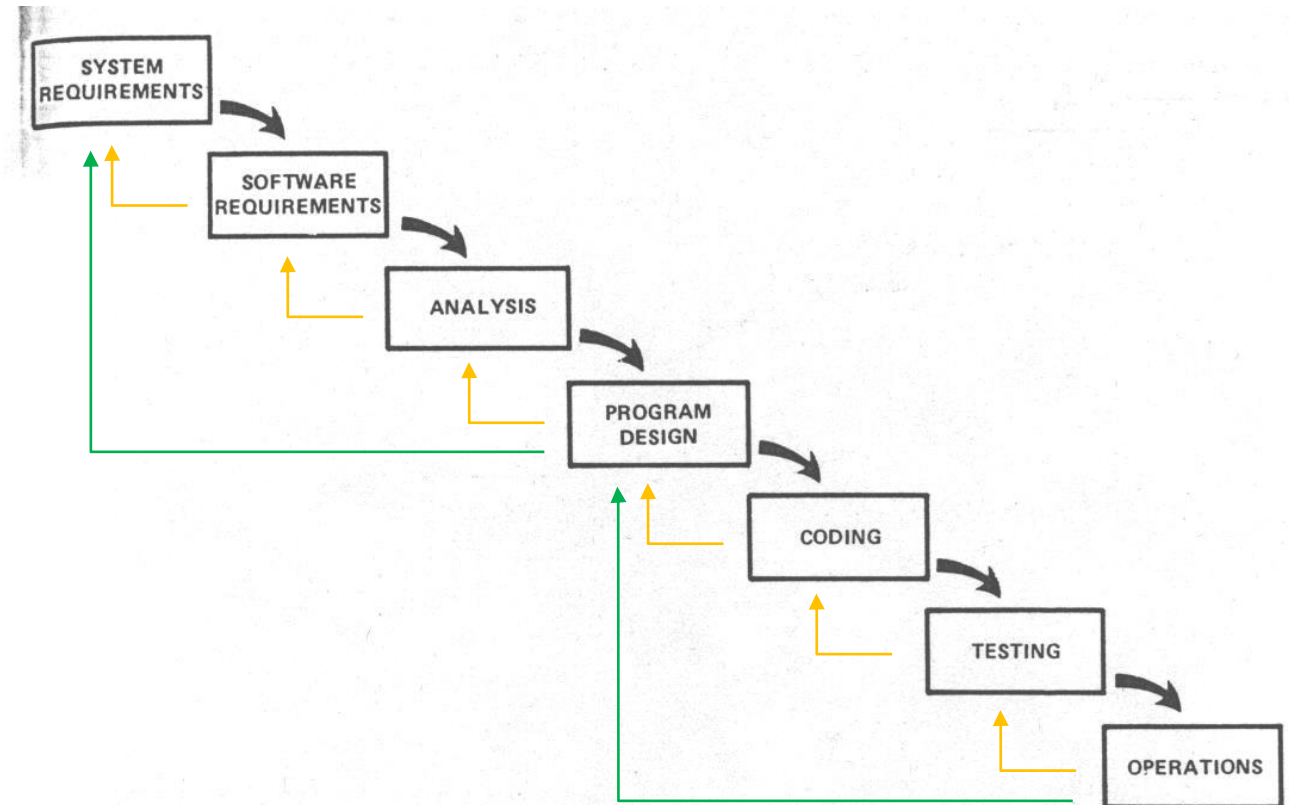 SYSTEM
REQUIREMENTS
SOFTWARE
REQUIREMENTS
ANALYSIS
PROGRAM
DESIGN
CODING
TESTING
OPERATIONS